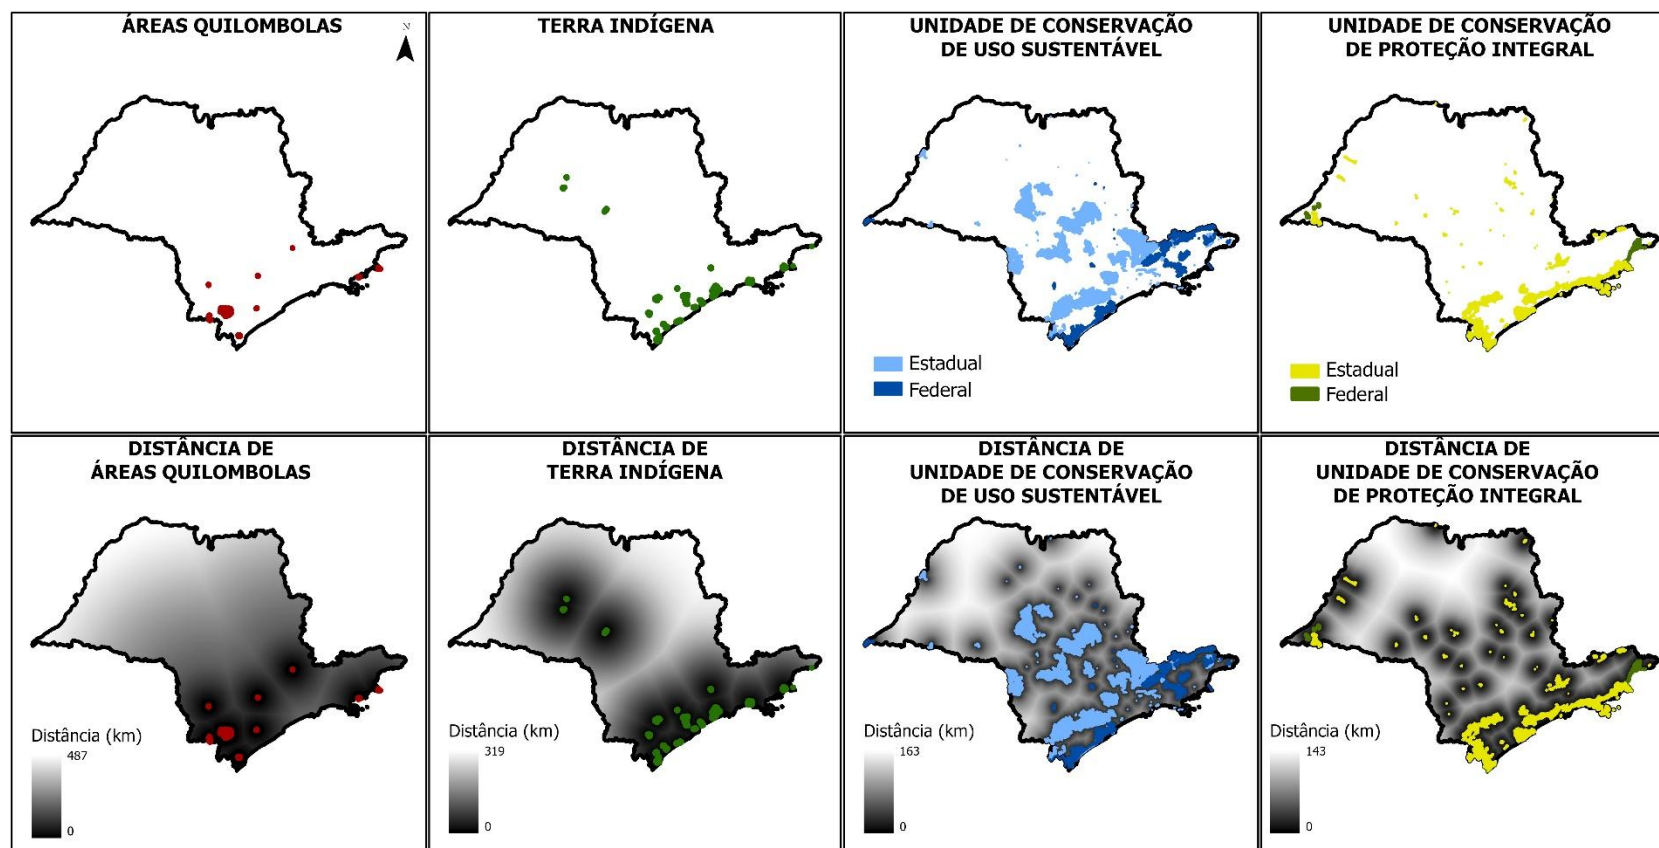 ÁREAS QUILOMBOLAS
N
TERRA INDÍGENA
UNIDADE DE CONSERVAÇÃO
DE USO SUSTENTÁVEL
Estadual
Federal
UNIDADE DE CONSERVAÇÃO
DE PROTEÇÃO INTEGRAL
Estadual
Federal
DISTÂNCIA DE
ÁREAS QUILOMBOLAS
Distância (km)
487
0
DISTÂNCIA DE
TERRA INDÍGENA
Distância (km)
319
0
DISTÂNCIA DE
UNIDADE DE CONSERVAÇÃO
DE USO SUSTENTÁVEL
Distância (km)
163
0
DISTÂNCIA DE
UNIDADE DE CONSERVAÇÃO
DE PROTEÇÃO INTEGRAL
Distância (km)
143
0